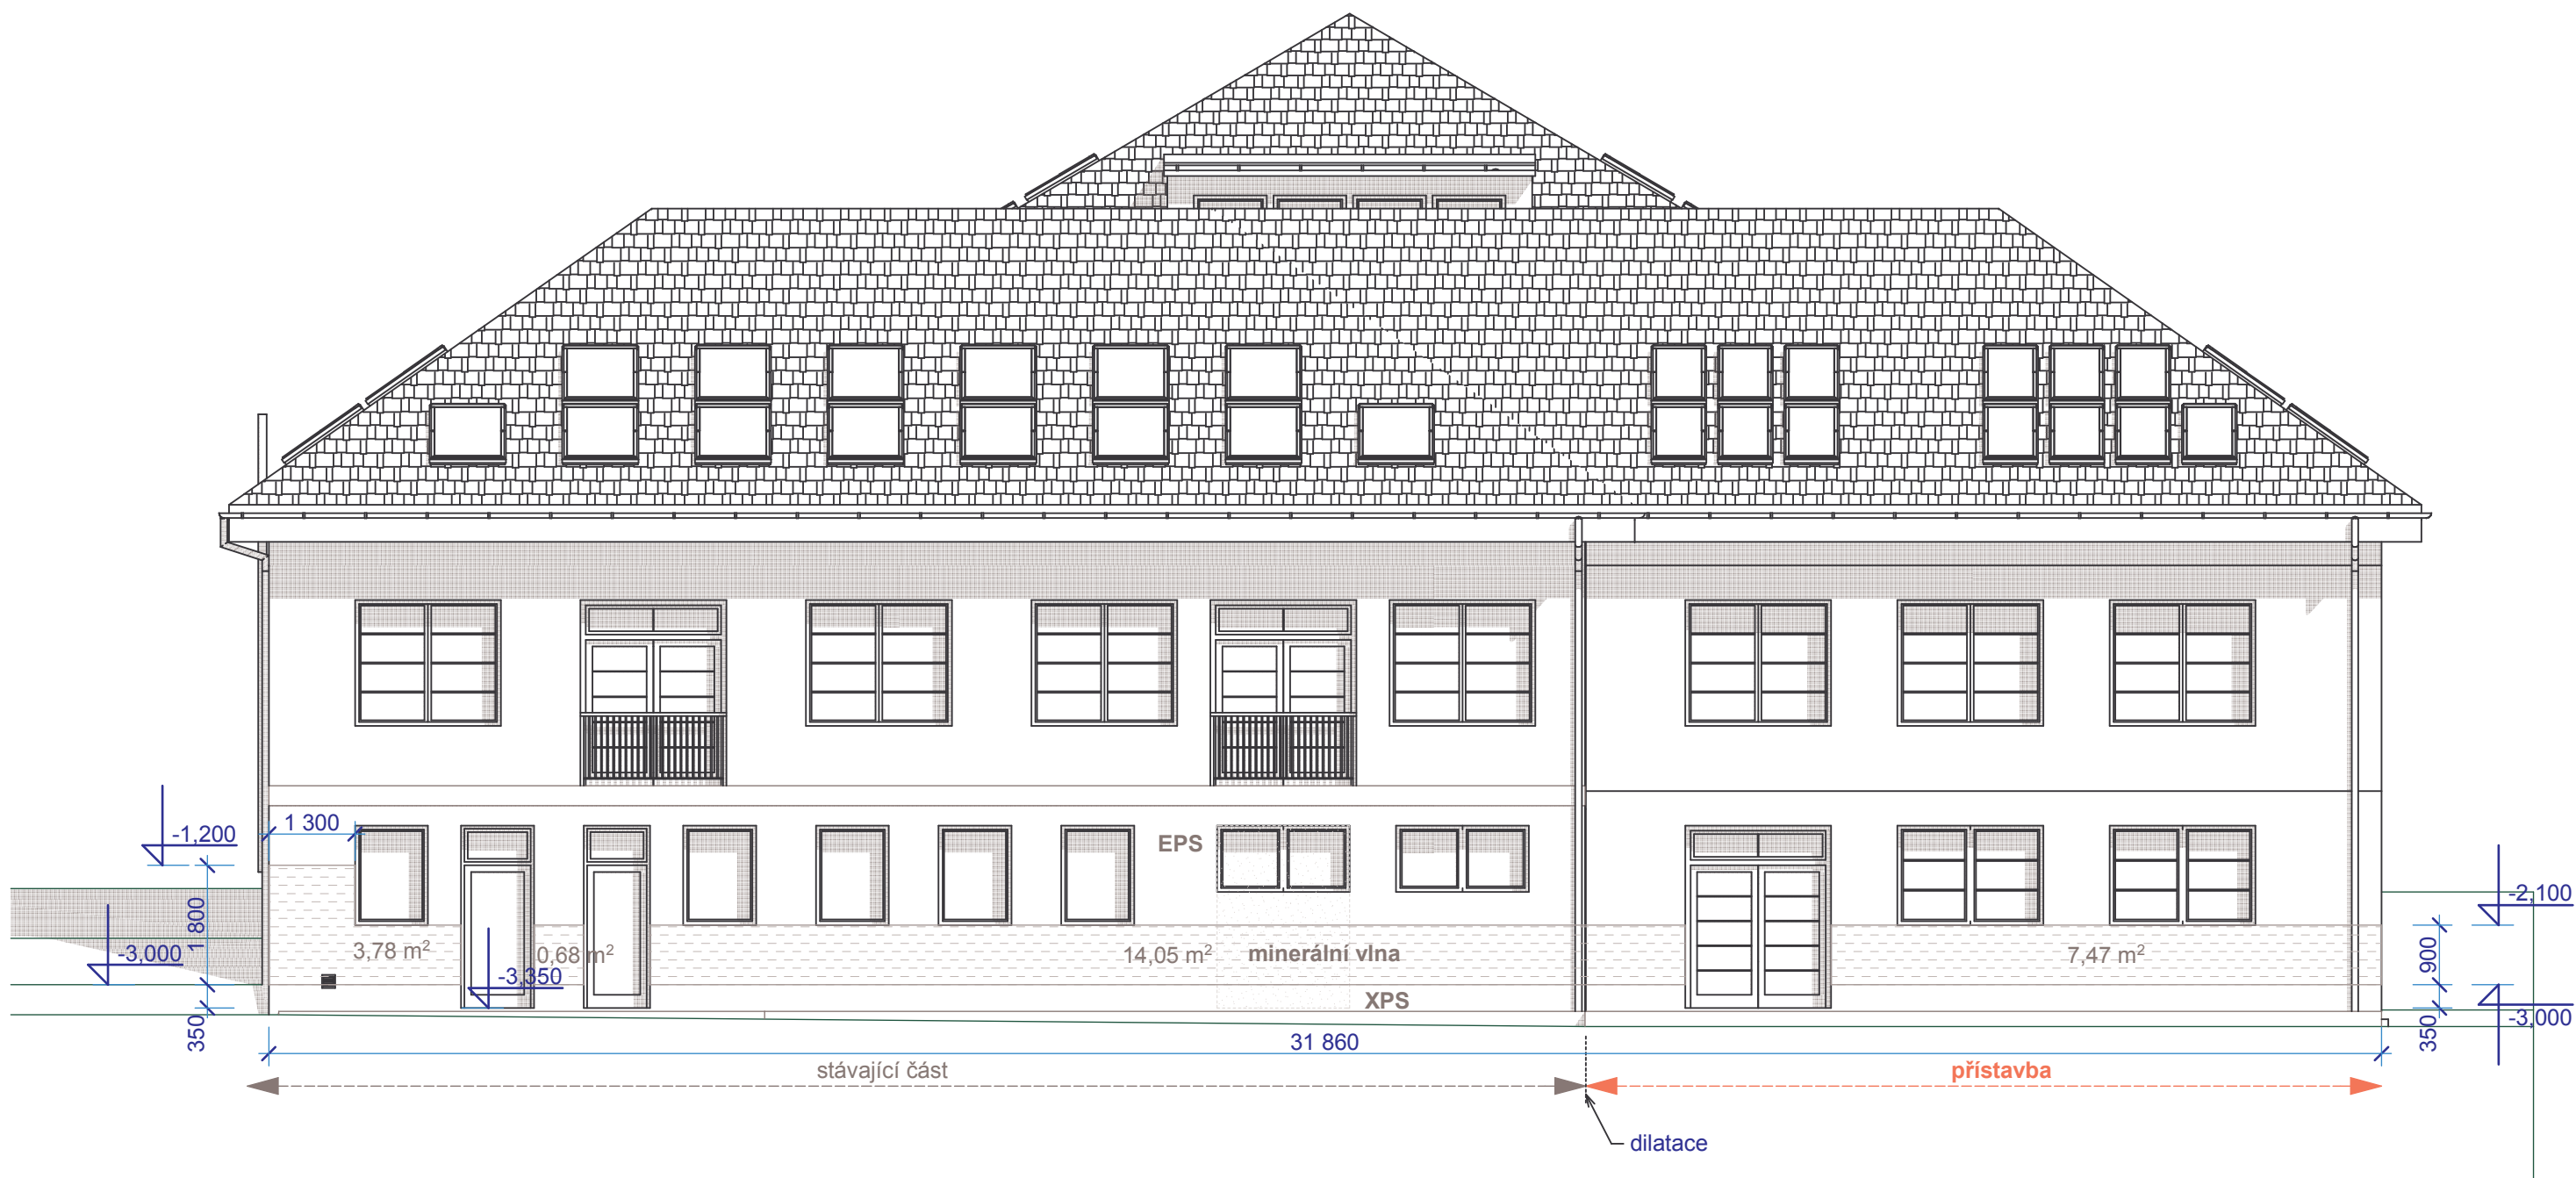 -1,200
1 300
EPS
-2,100
1 800
-3,000
3,78 m²
0,68 m²
14,05 m²
minerální vlna
7,47 m²
900
-3,350
XPS
-3,000
350
350
31 860
stávající část
přístavba
dilatace